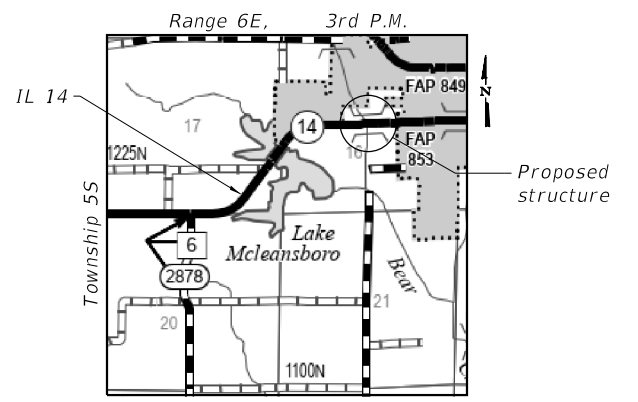 Range 6E, 3rd P.M.
IL 14
FAP 849
N
17
14
16
FAP
853
1225N
Proposed
structure
Township 5S
6
Lake
Mcleansboro
2878
Bear
21
20
1100N